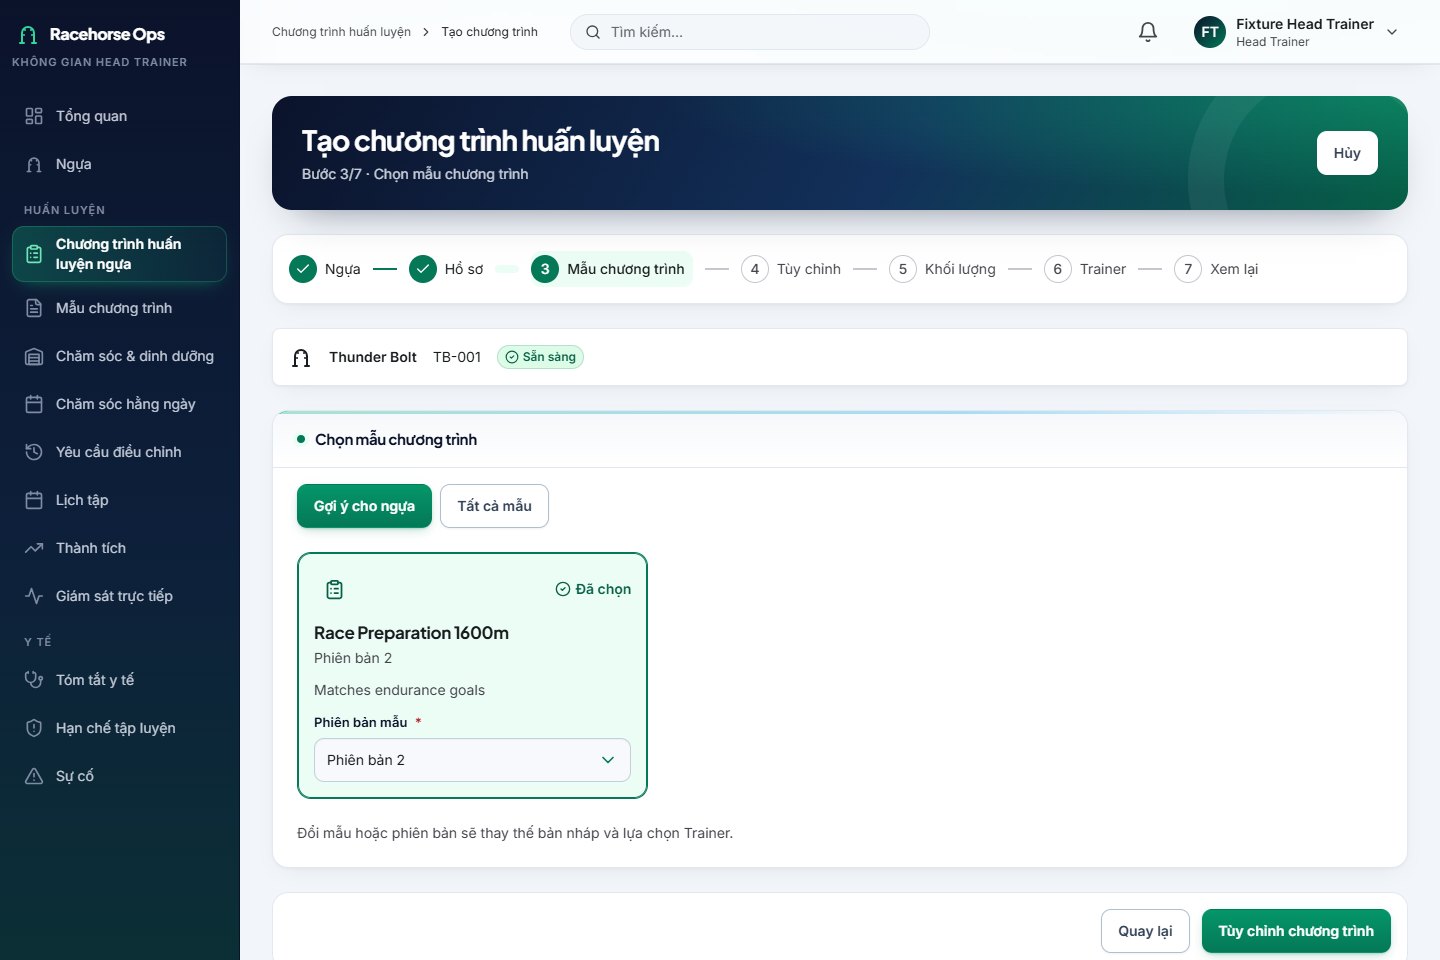 Racehorse Ops
KHÔNG GIAN HEAD TRAINER
Tổng quan
Ngựa
HUẤN LUYỆN
Chương trình huấn
luyện ngựa
Mẫu chương trình
Chăm sóc & dinh dưỡng
Chăm sóc hằng ngày
Yêu cầu điều chỉnh
Lịch tập
Thành tích
Giám sát trực tiếp
Y TẾ
Tóm tắt y tế
Hạn chế tập luyện
Sự cố
Chương trình huấn luyện
Tạo chương trình
Tìm kiếm...
FT
Fixture Head Trainer
Head Trainer
Tạo chương trình huấn luyện
Bước 3/7 · Chọn mẫu chương trình
Hủy
Ngựa
Hồ sơ
3 Mẫu chương trình
4 Tùy chỉnh
5 Khối lượng
6 Trainer
7 Xem lại
Thunder Bolt TB-001 Sẵn sàng
Chọn mẫu chương trình
Gợi ý cho ngựa
Tất cả mẫu
Đã chọn
Race Preparation 1600m
Phiên bản 2
Matches endurance goals
Phiên bản mẫu *
Phiên bản 2
Đổi mẫu hoặc phiên bản sẽ thay thế bản nháp và lựa chọn Trainer.
Quay lại
Tùy chỉnh chương trình